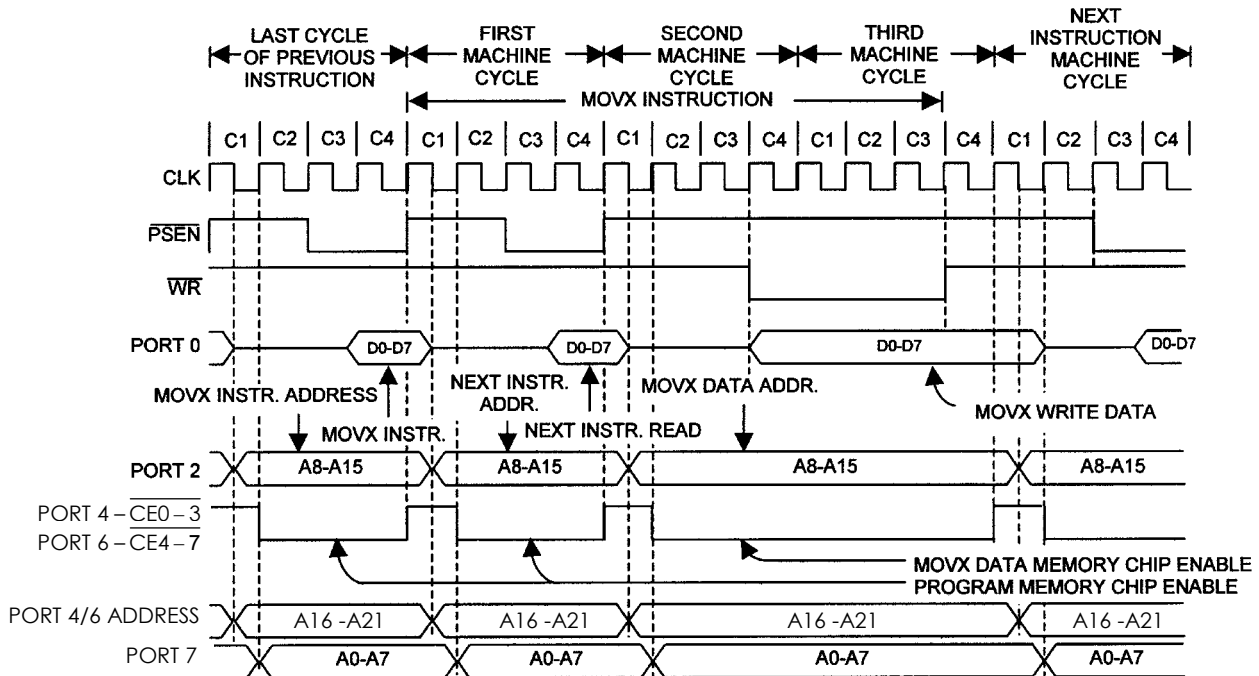 LAST CYCLE
OF PREVIOUS
INSTRUCTION
FIRST
MACHINE
CYCLE
SECOND
MACHINE
CYCLE
THIRD
MACHINE
CYCLE
NEXT
INSTRUCTION
MACHINE
CYCLE
MOVX INSTRUCTION
C1 C2 C3 C4 C1 C2 C3 C4 C1 C2 C3 C4 C1 C2 C3 C4 C1 C2 C3 C4
CLK
PSEN
WR
PORT 0 D0-D7 D0-D7 D0-D7 D0-D7
MOVX INSTR. ADDRESS
MOVX INSTR.
NEXT INSTR.
ADDR.
NEXT INSTR. READ
MOVX DATA ADDR.
MOVX WRITE DATA
PORT 2 A8-A15 A8-A15 A8-A15 A8-A15
PORT 4 – CE0 – 3
PORT 6 – CE4 – 7
MOVX DATA MEMORY CHIP ENABLE
PROGRAM MEMORY CHIP ENABLE
PORT 4/6 ADDRESS A16 -A21 A16 -A21 A16 -A21 A16 -A21
PORT 7 A0-A7 A0-A7 A0-A7 A0-A7